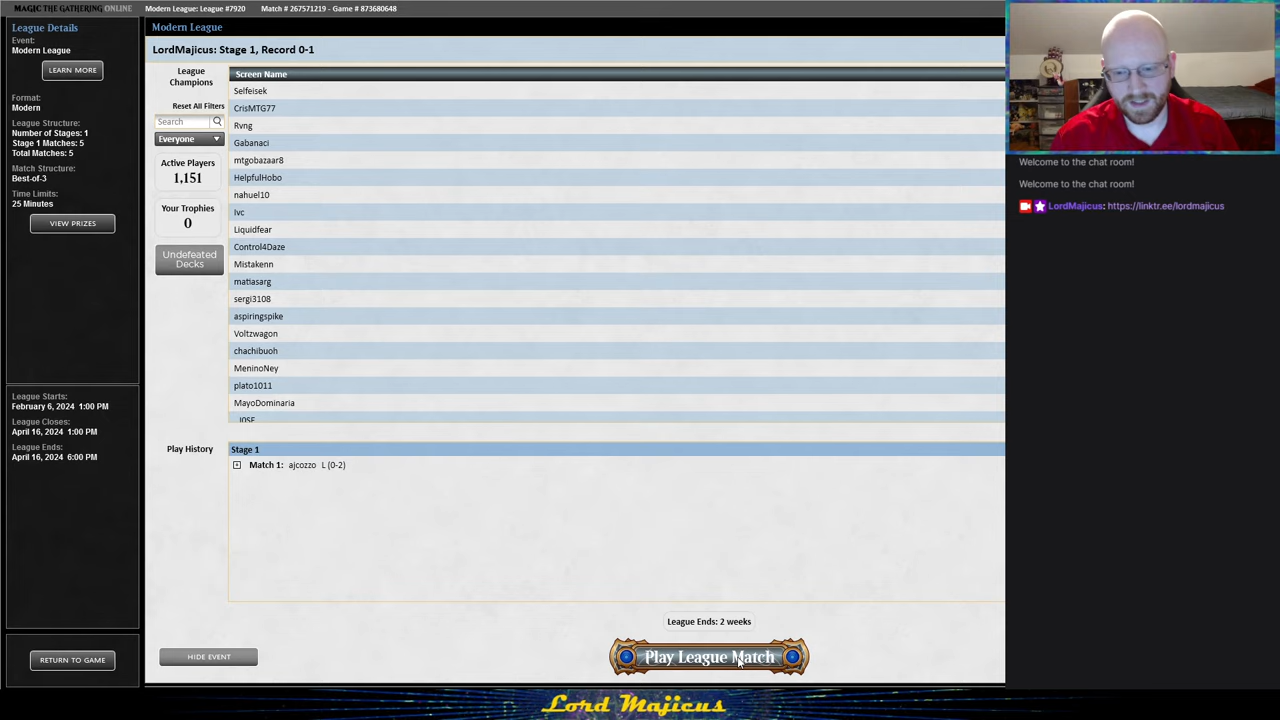 MAGIC THE GATHERING ONLINE
Modern League: League #7920
Match # 267571219 - Game # 873680648
League Details
Event:
Modern League
LEARN MORE
Format:
Modern
League Structure:
Number of Stages: 1
Stage 1 Matches: 5
Total Matches: 5
Match Structure:
Best-of-3
Time Limits:
25 Minutes
VIEW PRIZES
League Starts:
February 6, 2024 1:00 PM
League Closes:
April 16, 2024 1:00 PM
League Ends:
April 16, 2024 6:00 PM
RETURN TO GAME
Modern League
LordMajicus: Stage 1, Record 0-1
League
Champions
Reset All Filters
Search
Everyone
Active Players
1,151
Your Trophies
0
Undefeated
Decks
Screen Name
Selfeisek
CrisMTG77
Rvng
Gabanaci
mtgobazaar8
HelpfulHobo
nahuel10
Liquidfear
Control4Daze
Mistakenn
matiasarg
sergi3108
aspiringspike
Voltzwagon
chachibuoh
MeninoNey
plato1011
MayoDominaria
Play History
Stage 1
Match 1: ajcozzo L (0-2)
League Ends: 2 weeks
HIDE EVENT
Play League Match
Welcome to the chat room!
Welcome to the chat room!
LordMajicus: https://linktr.ee/lordmajicus
Lord Majicus